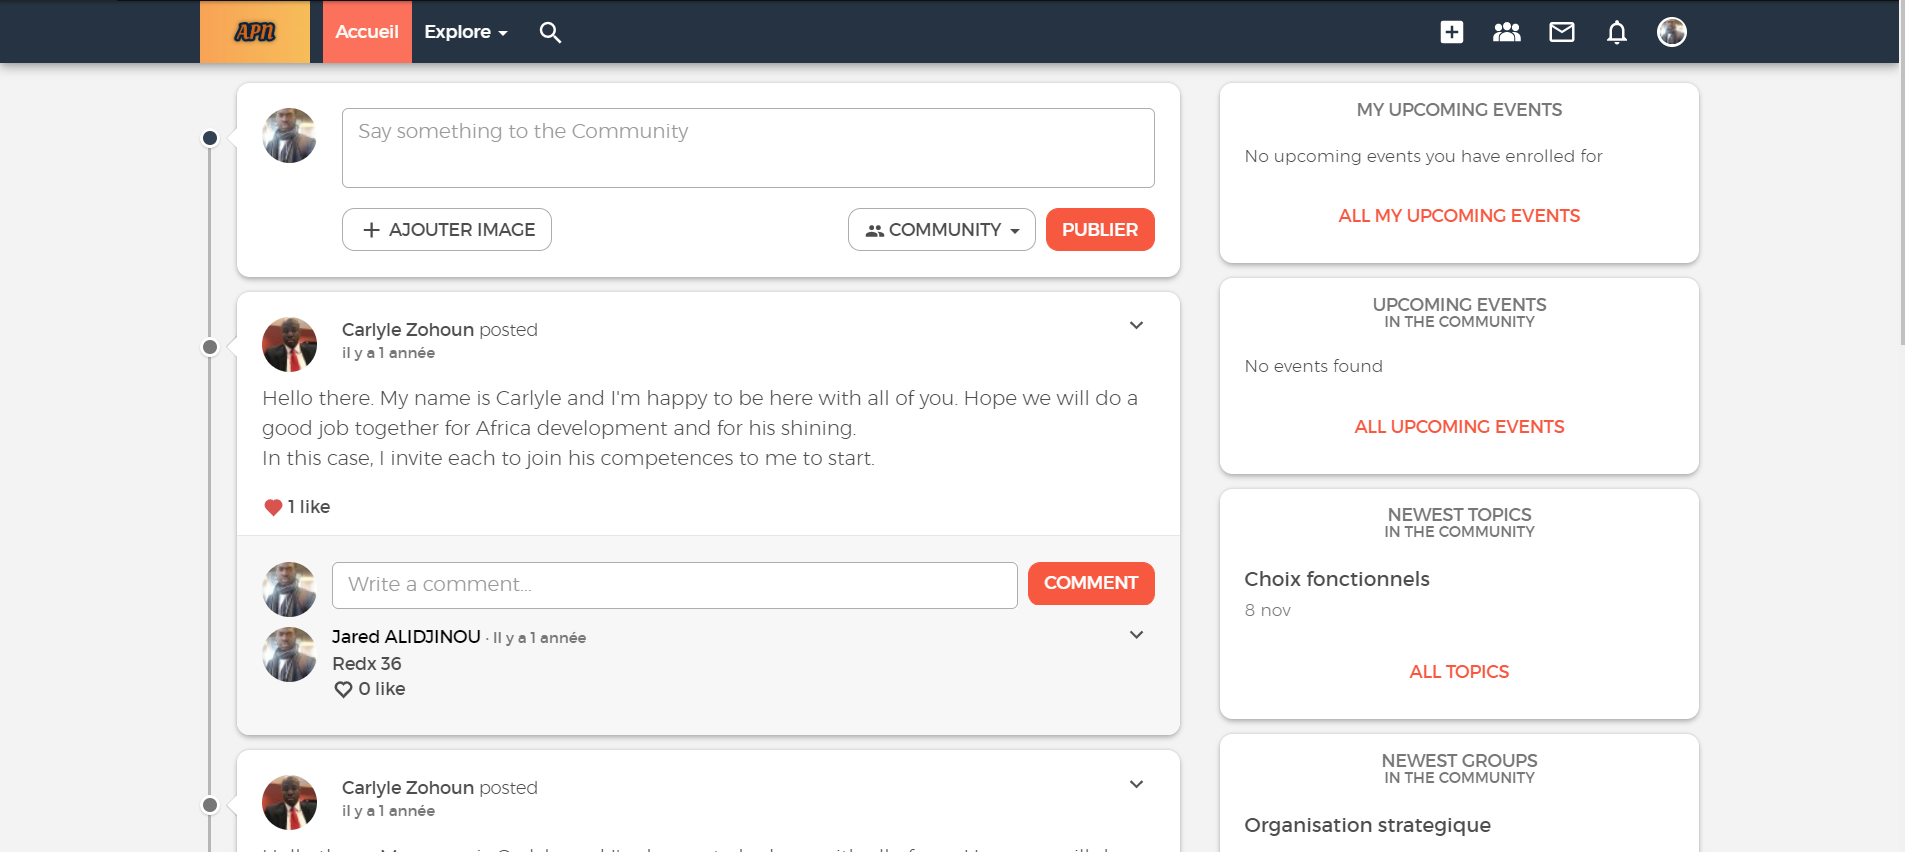 APN
Accueil
Explore
Say something to the Community
AJOUTER IMAGE
COMMUNITY
PUBLIER
Carlyle Zohoun posted
il y a 1 année
Hello there. My name is Carlyle and I'm happy to be here with all of you. Hope we will do a
good job together for Africa development and for his shining.
In this case, I invite each to join his competences to me to start.
1 like
Write a comment...
COMMENT
Jared ALIDJINOU · Il y a 1 année
Redx 36
0 like
Carlyle Zohoun posted
il y a 1 année
MY UPCOMING EVENTS
No upcoming events you have enrolled for
ALL MY UPCOMING EVENTS
UPCOMING EVENTS
IN THE COMMUNITY
No events found
ALL UPCOMING EVENTS
NEWEST TOPICS
IN THE COMMUNITY
Choix fonctionnels
8 nov
ALL TOPICS
NEWEST GROUPS
IN THE COMMUNITY
Organisation strategique